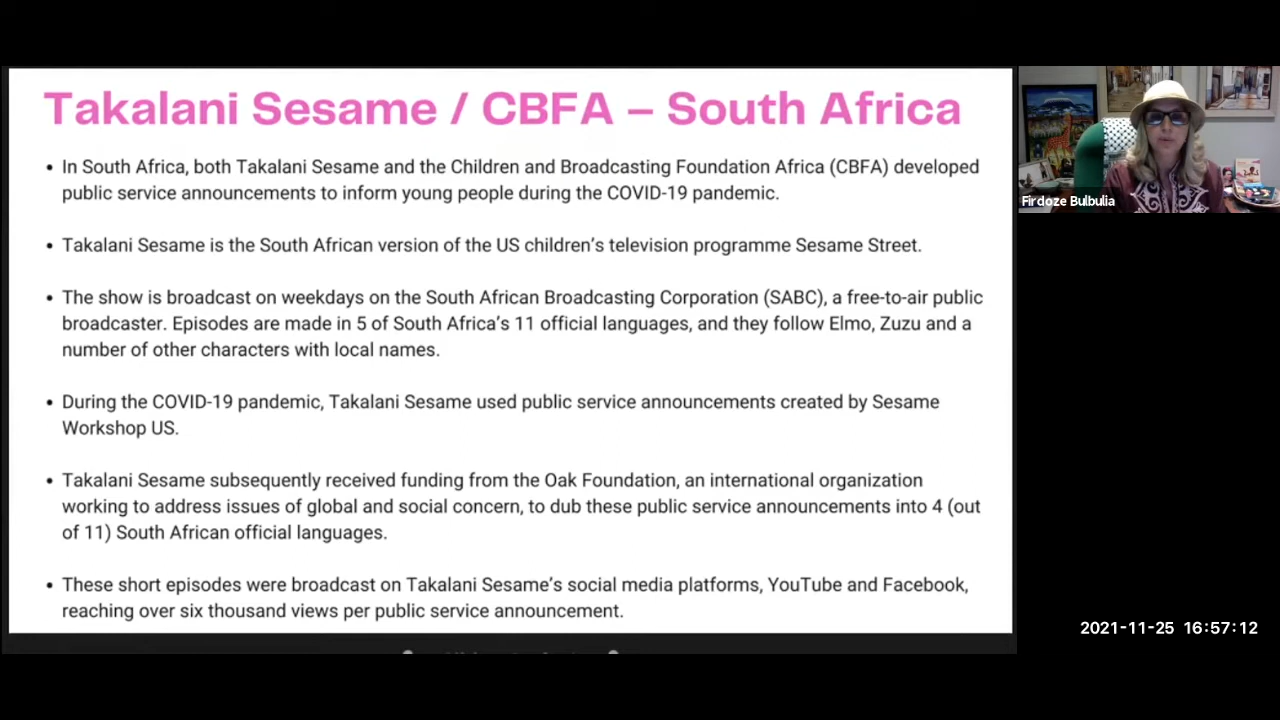 Takalani Sesame / CBFA – South Africa
• In South Africa, both Takalani Sesame and the Children and Broadcasting Foundation Africa (CBFA) developed
public service announcements to inform young people during the COVID-19 pandemic.
• Takalani Sesame is the South African version of the US children's television programme Sesame Street.
• The show is broadcast on weekdays on the South African Broadcasting Corporation (SABC), a free-to-air public
broadcaster. Episodes are made in 5 of South Africa's 11 official languages, and they follow Elmo, Zuzu and a
number of other characters with local names.
• During the COVID-19 pandemic, Takalani Sesame used public service announcements created by Sesame
Workshop US.
• Takalani Sesame subsequently received funding from the Oak Foundation, an international organization
working to address issues of global and social concern, to dub these public service announcements into 4 (out
of 11) South African official languages.
• These short episodes were broadcast on Takalani Sesame's social media platforms, YouTube and Facebook,
reaching over six thousand views per public service announcement.
Firdoze Bulbulia
2021-11-25 16:57:12